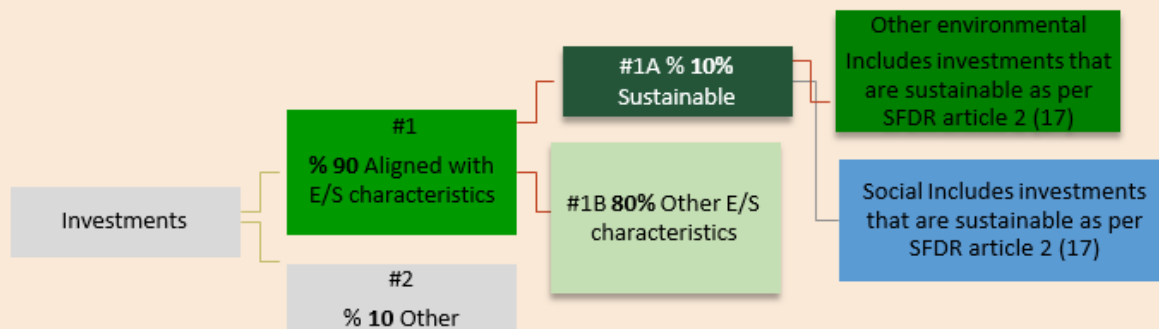 Investments
#1
% 90 Aligned with
E/S characteristics
#2
% 10 Other
#1A % 10%
Sustainable
#1B 80% Other E/S
characteristics
Other environmental
Includes investments that
are sustainable as per
SFDR article 2 (17)
Social Includes investments
that are sustainable as per
SFDR article 2 (17)